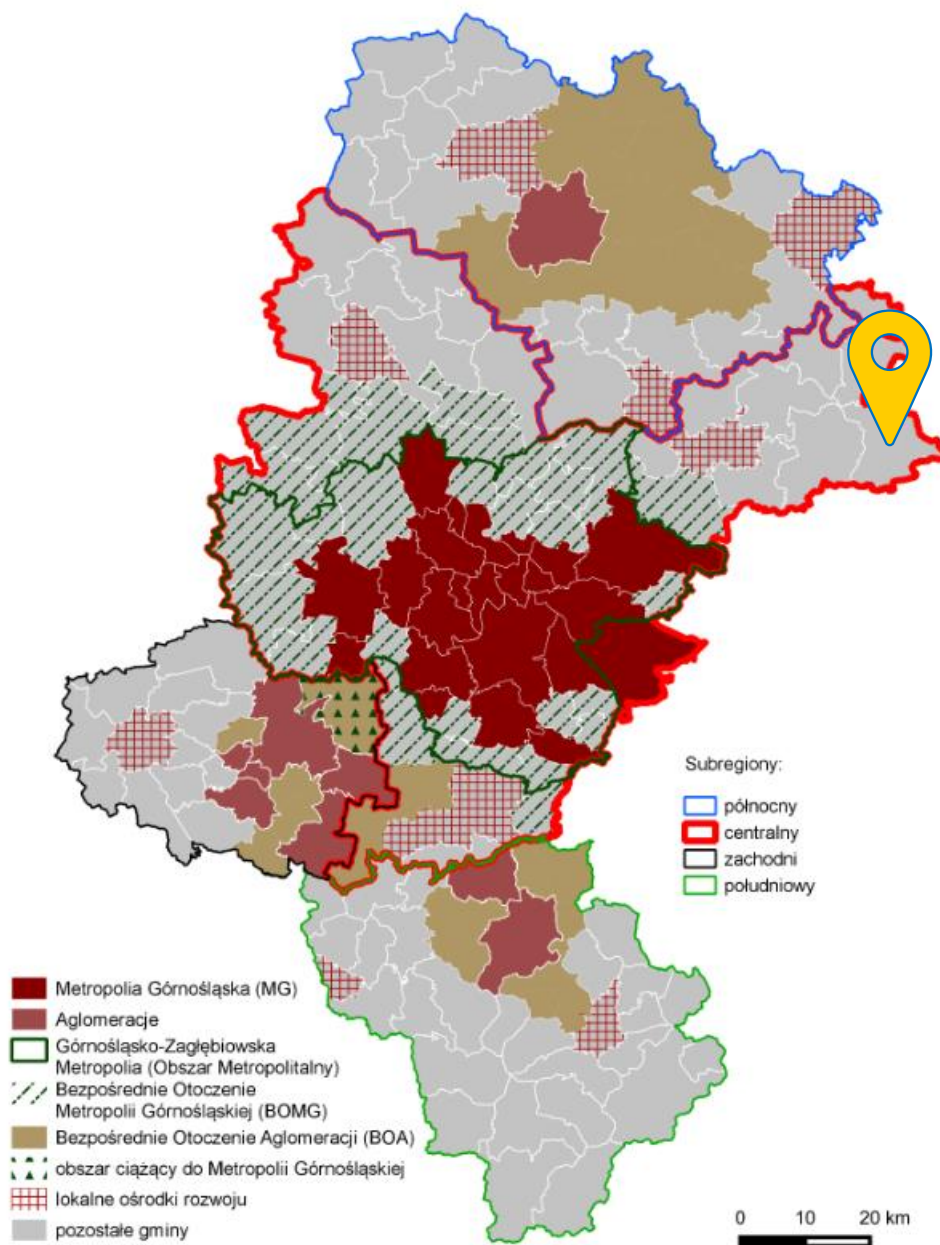 Subregiony:
północny
centralny
zachodni
południowy
Metropolia Górnośląska (MG)
Aglomeracje
Górnośląsko-Zagłębiowska
Metropolia (Obszar Metropolitalny)
Bezpośrednie Otoczenie
Metropolii Górnośląskiej (BOMG)
Bezpośrednie Otoczenie Aglomeracji (BOA)
obszar ciążący do Metropolii Górnośląskiej
lokalne ośrodki rozwoju
pozostałe gminy
0 10 20 km